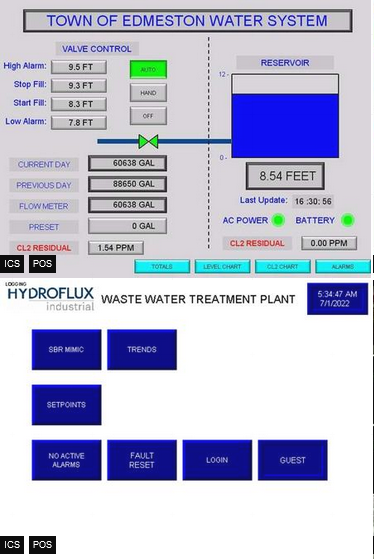 TOWN OF EDMESTON WATER SYSTEM
VALVE CONTROL
High Alarm: 9.5 FT
Stop Fill: 9.3 FT
Start Fill: 8.3 FT
Low Alarm: 7.8 FT
AUTO
HAND
OFF
RESERVOIR
12-
0-
8.54 FEET
Last Update: 16:30:56
AC POWER BATTERY
CURRENT DAY 60638 GAL
PREVIOUS DAY 88650 GAL
FLOW METER 60638 GAL
PRESET 0 GAL
CL2 RESIDUAL 1.54 PPM
CL2 RESIDUAL 0.00 PPM
ICS POS
TOTALS LEVEL CHART CL2 CHART ALARMS
LOGGING
HYDROFLUX
industrial
WASTE WATER TREATMENT PLANT
5:34:47 AM
7/1/2022
SBR MIMIC TRENDS
SETPOINTS
NO ACTIVE
ALARMS
FAULT
RESET
LOGIN
GUEST
ICS POS